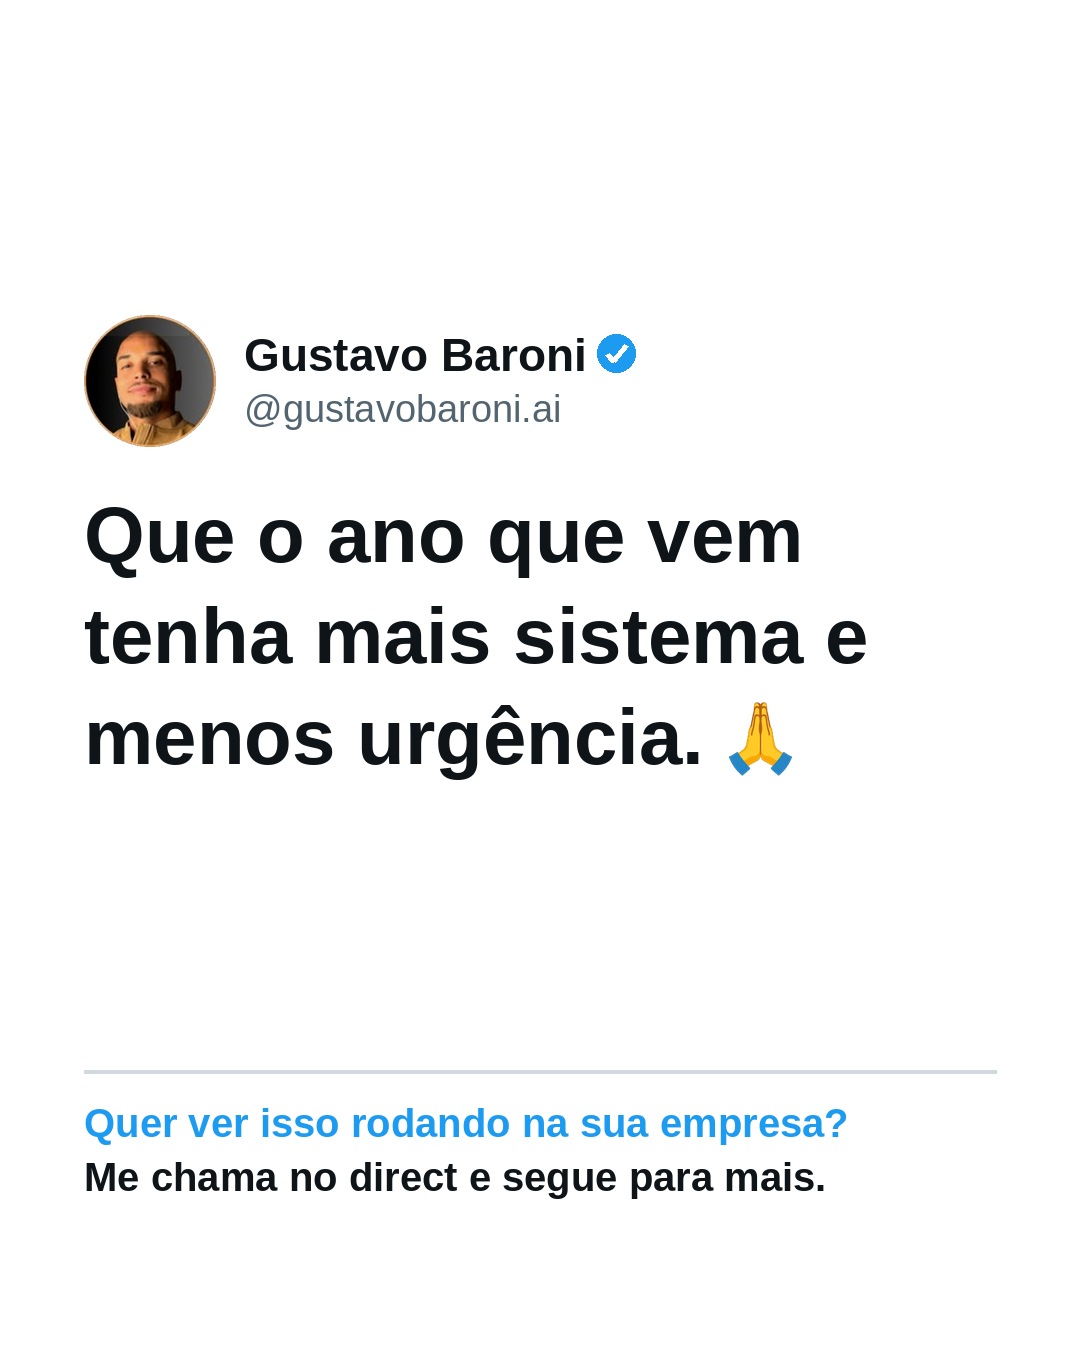 Gustavo Baroni
@gustavobaroni.ai
Que o ano que vem
tenha mais sistema e
menos urgência. 🙏
Quer ver isso rodando na sua empresa?
Me chama no direct e segue para mais.